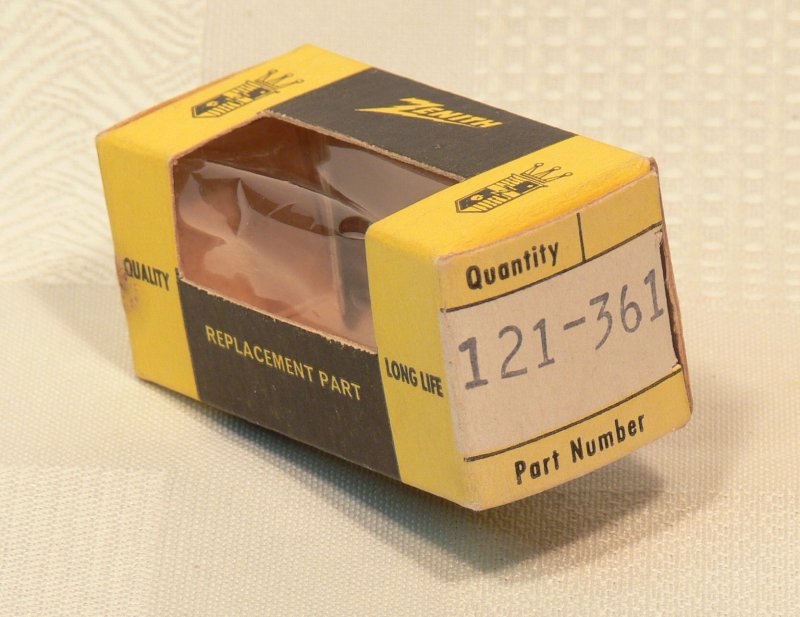 ZENITH
QUALITY
REPLACEMENT PART
LONG LIFE
Quantity
121-361
Part Number